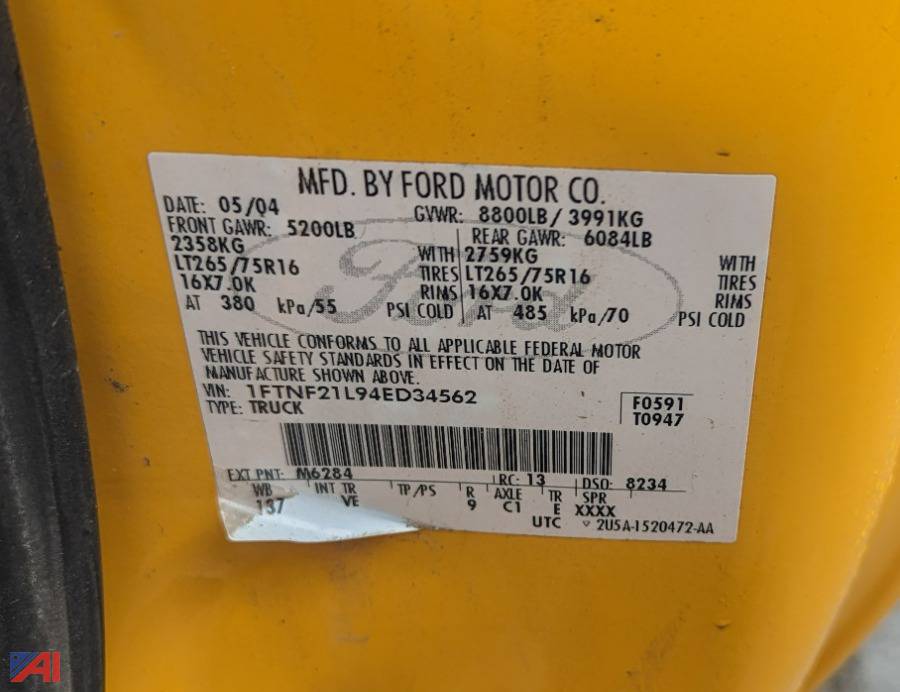 MFD. BY FORD MOTOR CO.
DATE: 05/04 GVWR: 8800LB / 3991KG
FRONT GAWR: 5200LB REAR GAWR: 6084LB
2358KG WITH 2759KG WITH
LT265/75R16 TIRES LT265/75R16 TIRES
16X7.0K RIMS 16X7.0K RIMS
AT 380 kPa/55 PSI COLD AT 485 kPa/70 PSI COLD
Ford
THIS VEHICLE CONFORMS TO ALL APPLICABLE FEDERAL MOTOR
VEHICLE SAFETY STANDARDS IN EFFECT ON THE DATE OF
MANUFACTURE SHOWN ABOVE.
VIN: 1FTNF21L94ED34562 F0591
TYPE: TRUCK T0947
EXT PNT: M6284 RC: 13 DSO: 8234
WB INT TR TP/PS R AXLE TR SPR
137 VE 9 C1 E XXXX
UTC 2U5A-1520472-AA
AI